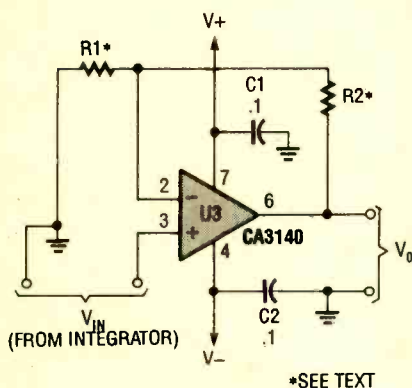 V+
R1*
C1
.1
R2*
2
7
3
U3
6
CA3140
4
V0
VIN
(FROM INTEGRATOR)
C2
.1
V-
*SEE TEXT